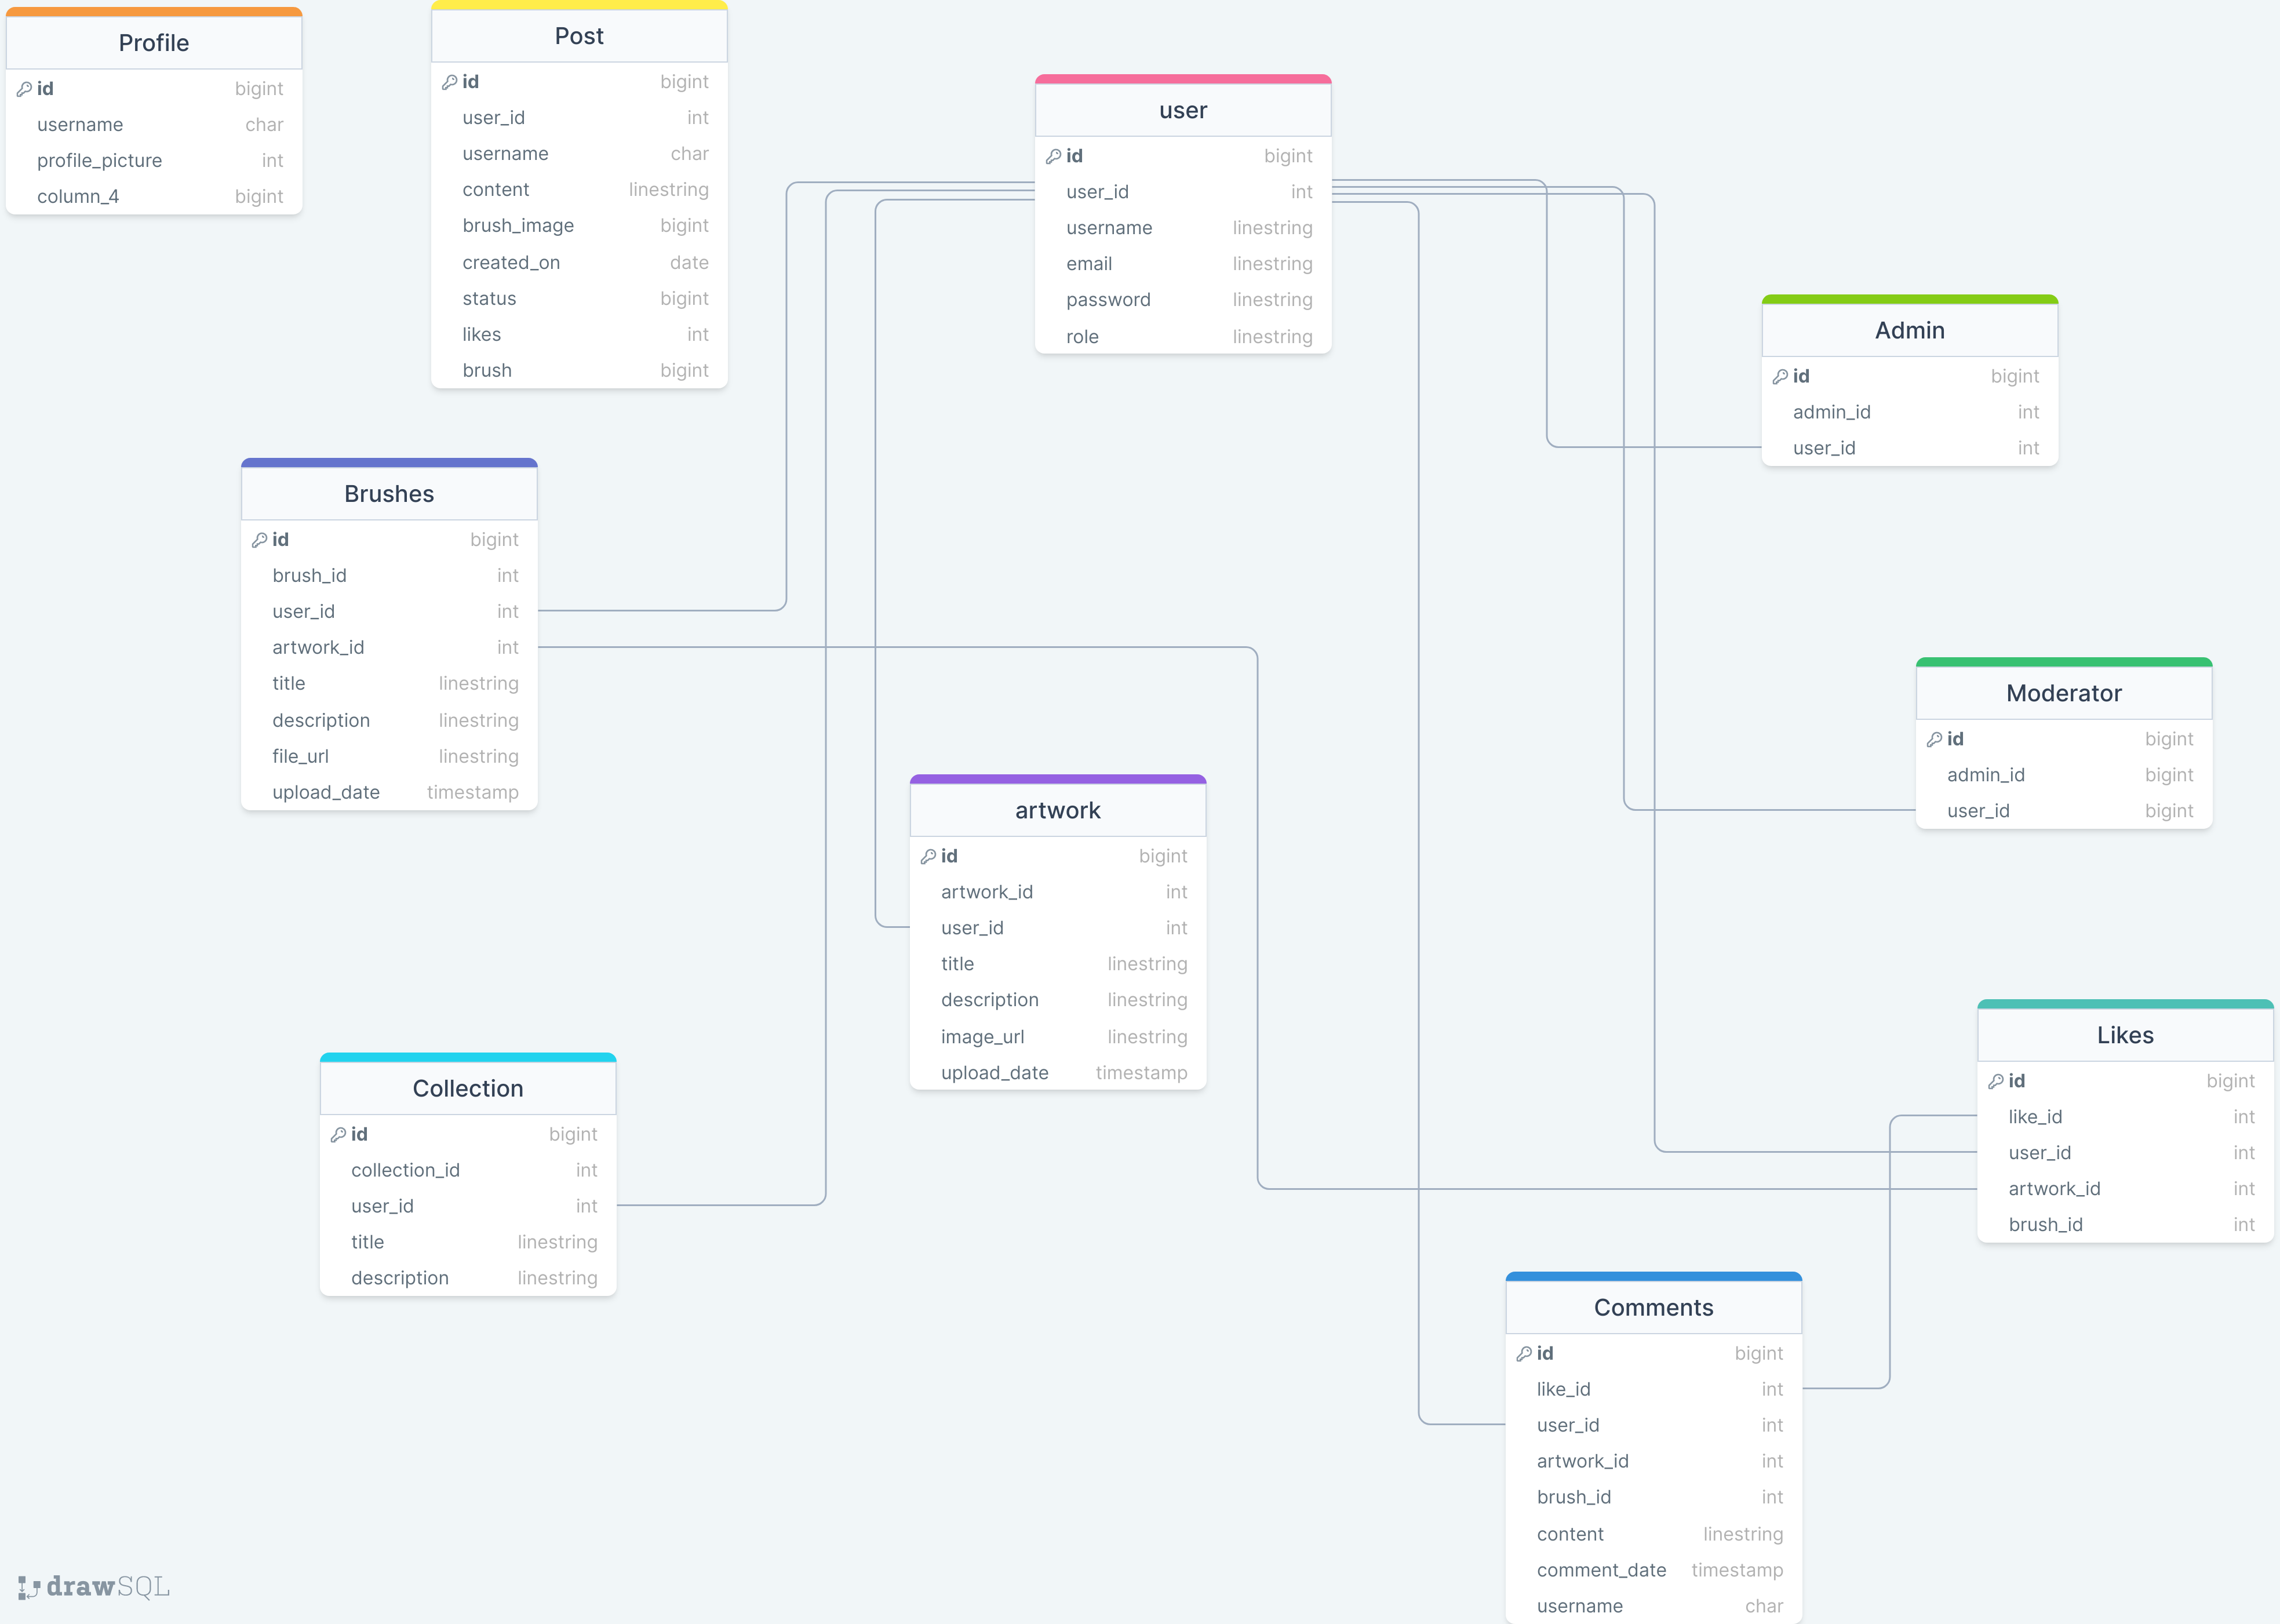 Profile
id bigint
username char
profile_picture int
column_4 bigint
Post
id bigint
user_id int
username char
content linestring
brush_image bigint
created_on date
status bigint
likes int
brush bigint
user
id bigint
user_id int
username linestring
email linestring
password linestring
role linestring
Admin
id bigint
admin_id int
user_id int
Brushes
id bigint
brush_id int
user_id int
artwork_id int
title linestring
description linestring
file_url linestring
upload_date timestamp
Moderator
id bigint
admin_id bigint
user_id bigint
artwork
id bigint
artwork_id int
user_id int
title linestring
description linestring
image_url linestring
upload_date timestamp
Likes
id bigint
like_id int
user_id int
artwork_id int
brush_id int
Collection
id bigint
collection_id int
user_id int
title linestring
description linestring
Comments
id bigint
like_id int
user_id int
artwork_id int
brush_id int
content linestring
comment_date timestamp
username char
drawSQL